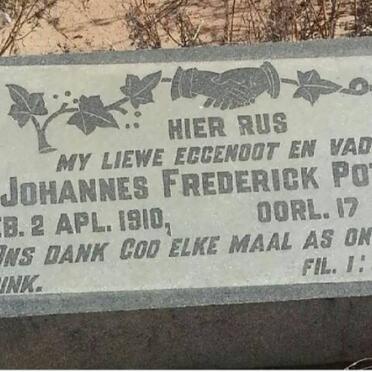 HIER RUS
MY LIEWE EGGENOOT EN VAD
JOHANNES FREDERICK POT
EB. 2 APL. 1910, OORL. 17
ONS DANK GOD ELKE MAAL AS ON
INK. FIL. 1: